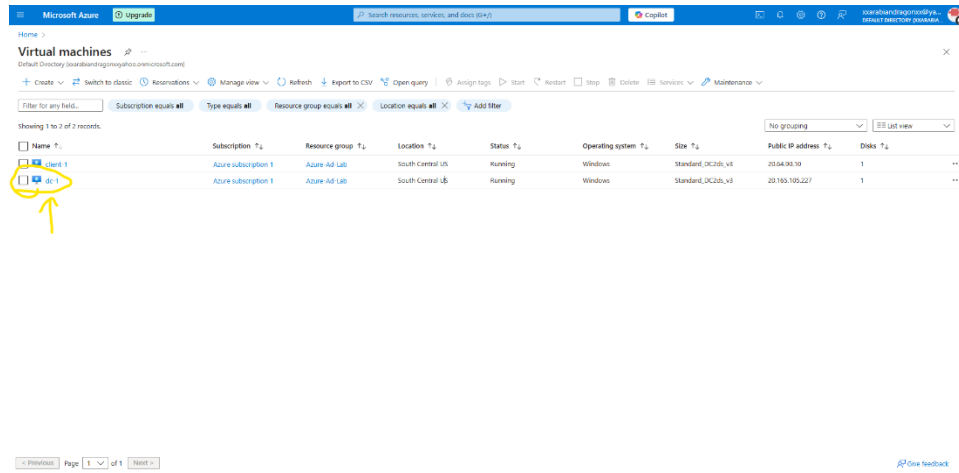 Microsoft Azure Upgrade Search resources, services, and docs (G+/) Copilot
DEFAULT DIRECTORY
Home >
Virtual machines ...
Default Directory
+ Create Switch to classic Reservations Manage view Refresh Export to CSV Open query Assign tags Start Restart Stop Delete Services Maintenance
Filter for any field... Subscription equals all Type equals all Resource group equals all Location equals all Add filter
Showing 1 to 2 of 2 records. No grouping List view
Name Subscription Resource group Location Status Operating system Size Public IP address Disks
client-1 Azure subscription 1 Azure-Ad-Lab South Central US Running Windows 1
dc-1 Azure subscription 1 Azure-Ad-Lab South Central US Running Windows 20.165.105.227 1
< Previous Page 1 of 1 Next > Give feedback